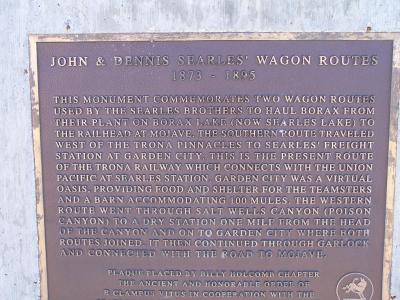 JOHN & DENNIS SEARLES' WAGON ROUTES
1873 - 1895
THIS MONUMENT COMMEMORATES TWO WAGON ROUTES
USED BY THE SEARLES BROTHERS TO HAUL BORAX FROM
THEIR PLANT ON BORAX LAKE (NOW SEARLES LAKE) TO
THE RAILHEAD AT MOJAVE. THE SOUTHERN ROUTE TRAVELED
WEST OF THE TRONA PINNACLES TO SEARLES' FREIGHT
STATION AT GARDEN CITY. THIS IS THE PRESENT ROUTE
OF THE TRONA RAILWAY WHICH CONNECTS WITH THE UNION
PACIFIC AT SEARLES STATION. GARDEN CITY WAS A VIRTUAL
OASIS, PROVIDING FOOD AND SHELTER FOR THE TEAMSTERS
AND A BARN ACCOMMODATING 100 MULES. THE WESTERN
ROUTE WENT THROUGH SALT WELLS CANYON (POISON
CANYON) TO A DRY STATION ONE MILE FROM THE HEAD
OF THE CANYON AND ON TO GARDEN CITY WHERE BOTH
ROUTES JOINED. IT THEN CONTINUED THROUGH GARLOCK
AND CONNECTED WITH THE ROAD TO MOJAVE.
PLAQUE PLACED BY BILLY HOLCOMB CHAPTER
THE ANCIENT AND HONORABLE ORDER OF
E CLAMPUS VITUS IN COOPERATION WITH THE